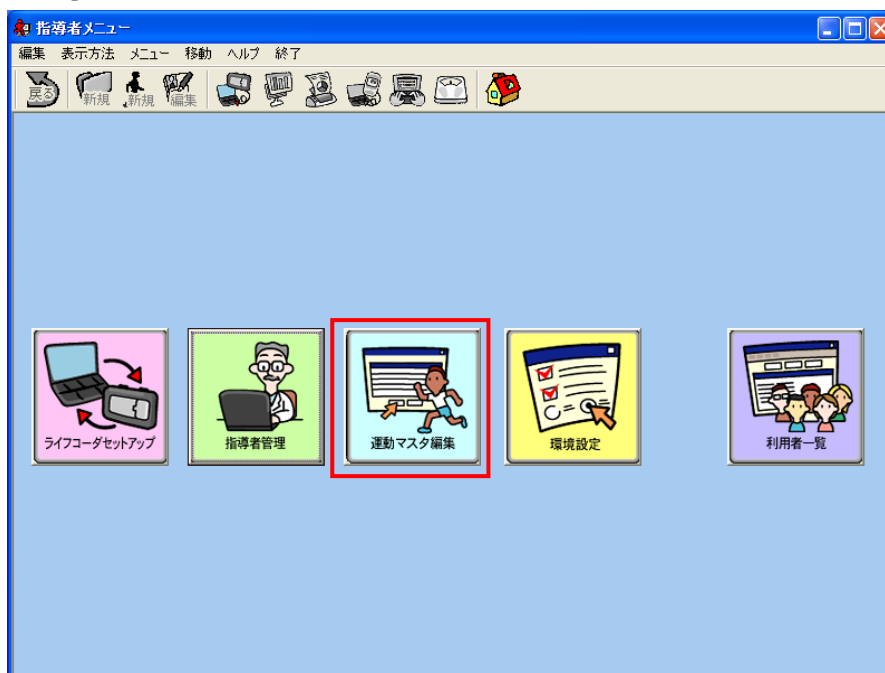 指導者メニュー
編集 表示方法 メニュー 移動 ヘルプ 終了
戻る 新規 新規 編集
ライフコーダセットアップ 指導者管理 運動マスタ編集 環境設定 利用者一覧